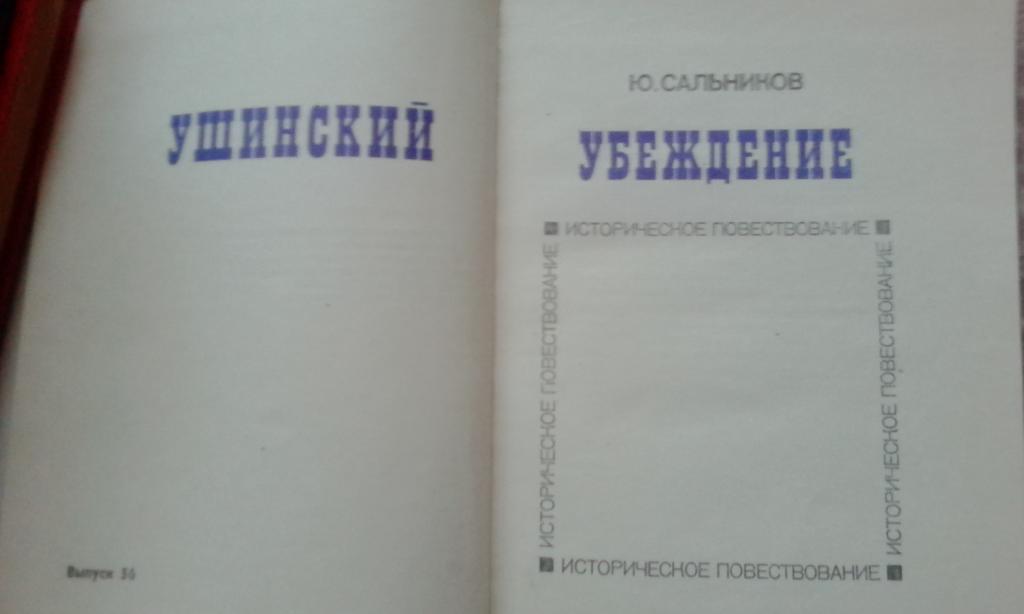 УШИНСКИЙ
Выпуск 56
Ю. САЛЬНИКОВ
УБЕЖДЕНИЕ
ИСТОРИЧЕСКОЕ ПОВЕСТВОВАНИЕ
ИСТОРИЧЕСКОЕ ПОВЕСТВОВАНИЕ
ИСТОРИЧЕСКОЕ ПОВЕСТВОВАНИЕ
ИСТОРИЧЕСКОЕ ПОВЕСТВОВАНИЕ